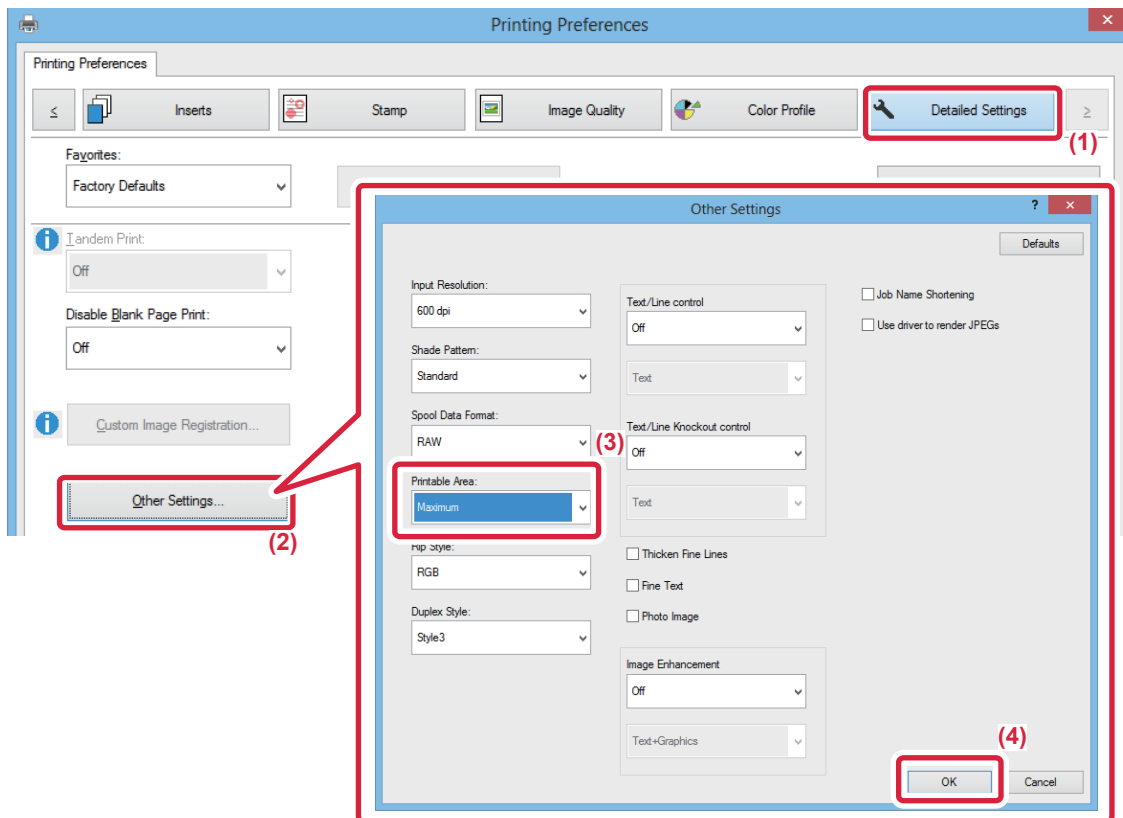 Printing Preferences
Printing Preferences
<
Inserts
Stamp
Image Quality
Color Profile
Detailed Settings
>
(1)
Favorites:
Factory Defaults
Tandem Print:
Off
Disable Blank Page Print:
Off
Custom Image Registration...
Other Settings...
(2)
Other Settings
?
Defaults
Input Resolution:
600 dpi
Shade Pattern:
Standard
Spool Data Format:
RAW
(3)
Printable Area:
Maximum
Rip Style:
RGB
Duplex Style:
Style3
Text/Line control
Off
Text
Text/Line Knockout control
Off
Text
Thicken Fine Lines
Fine Text
Photo Image
Image Enhancement
Off
Text+Graphics
Job Name Shortening
Use driver to render JPEGs
(4)
OK
Cancel